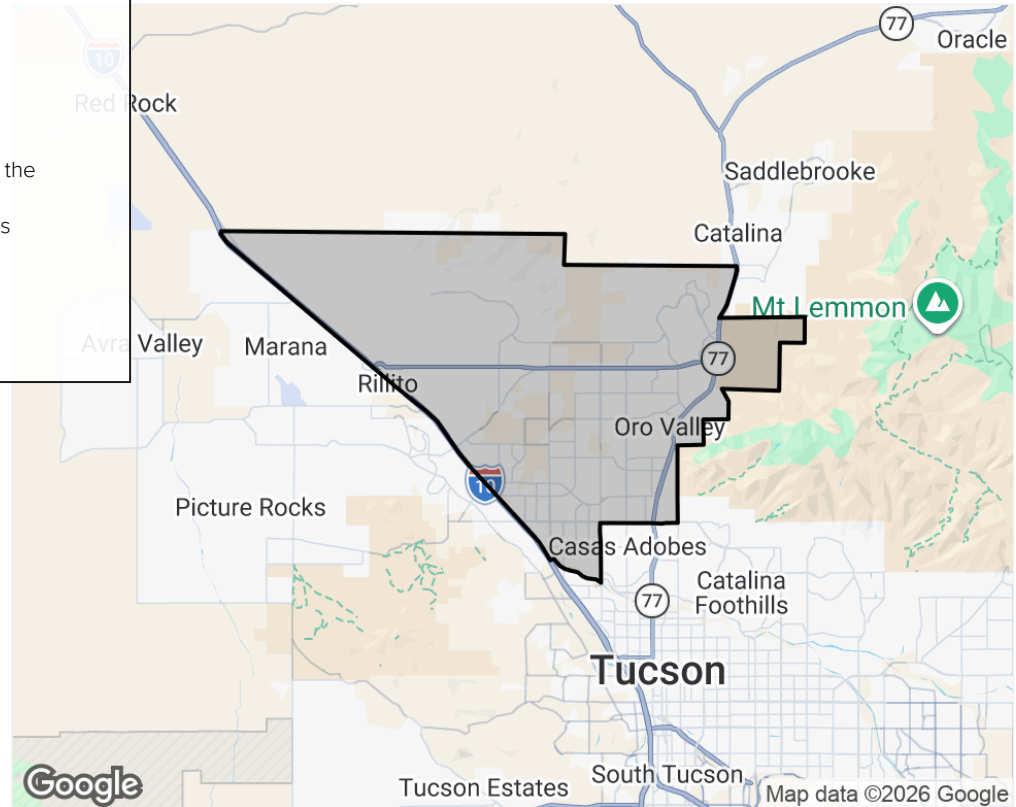 77
Oracle
10
Red Rock
the
Saddlebrooke
s
Catalina
Mt Lemmon
Avra Valley
Marana
77
Rillito
Oro Valley
10
Picture Rocks
Casas Adobes
Catalina
Foothills
77
Tucson
South Tucson
Tucson Estates
Google
Map data ©2026 Google